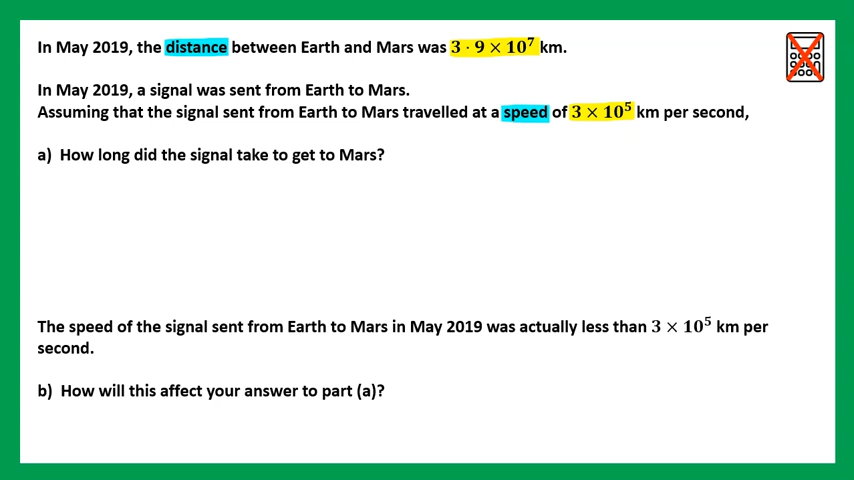 In May 2019, the distance between Earth and Mars was 3 · 9 × 10⁷ km.
In May 2019, a signal was sent from Earth to Mars.
Assuming that the signal sent from Earth to Mars travelled at a speed of 3 × 10⁵ km per second,
a) How long did the signal take to get to Mars?
The speed of the signal sent from Earth to Mars in May 2019 was actually less than 3 × 10⁵ km per
second.
b) How will this affect your answer to part (a)?